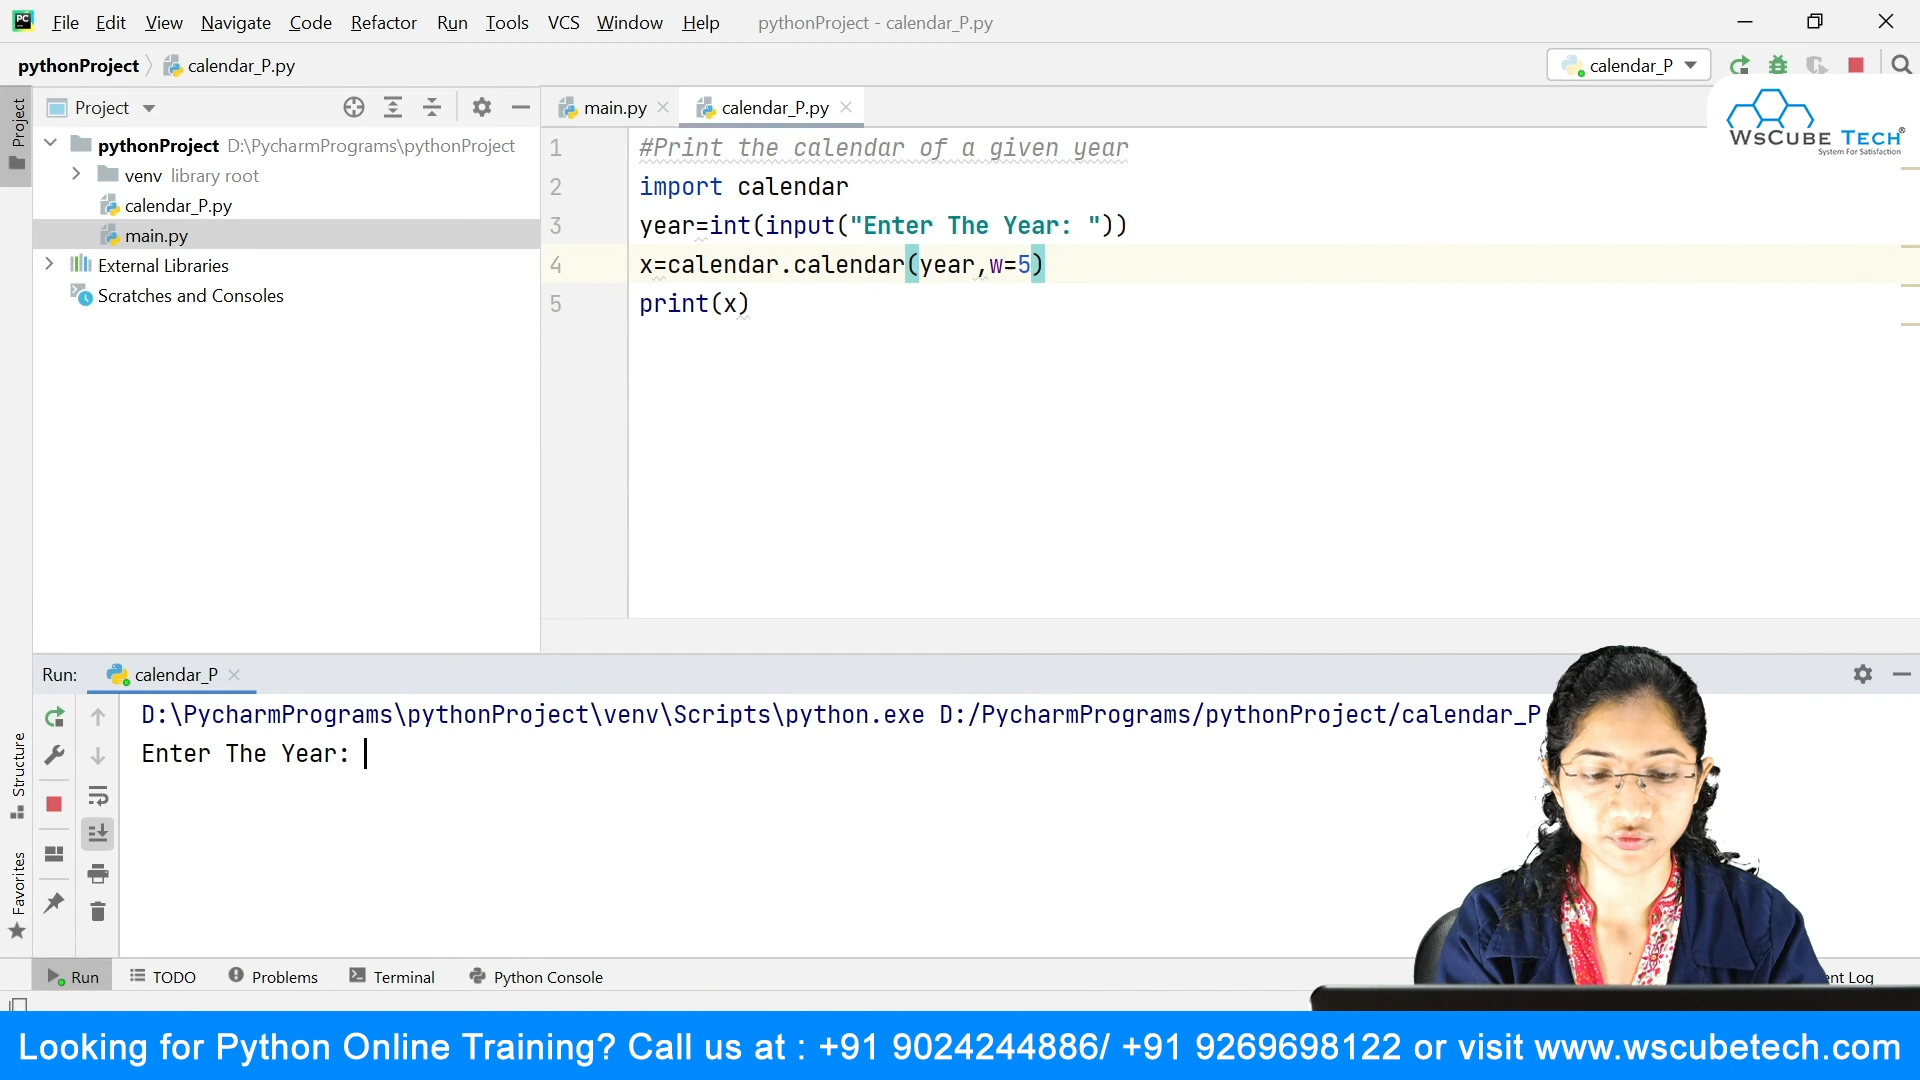 PC File Edit View Navigate Code Refactor Run Tools VCS Window Help pythonProject - calendar_P.py
pythonProject calendar_P.py calendar_P
Project
Project main.py calendar_P.py
WsCube Tech®
System For Satisfaction
pythonProject D:\PycharmPrograms\pythonProject
venv library root
calendar_P.py
main.py
External Libraries
Scratches and Consoles
1 #Print the calendar of a given year
2 import calendar
3 year=int(input("Enter The Year: "))
4 x=calendar.calendar(year,w=5)
5 print(x)
Run: calendar_P
D:\PycharmPrograms\pythonProject\venv\Scripts\python.exe D:/PycharmPrograms/pythonProject/calendar_P
Enter The Year:
Structure
Favorites
Run TODO Problems Terminal Python Console ent Log
Looking for Python Online Training? Call us at : +91 9024244886/ +91 9269698122 or visit www.wscubetech.com